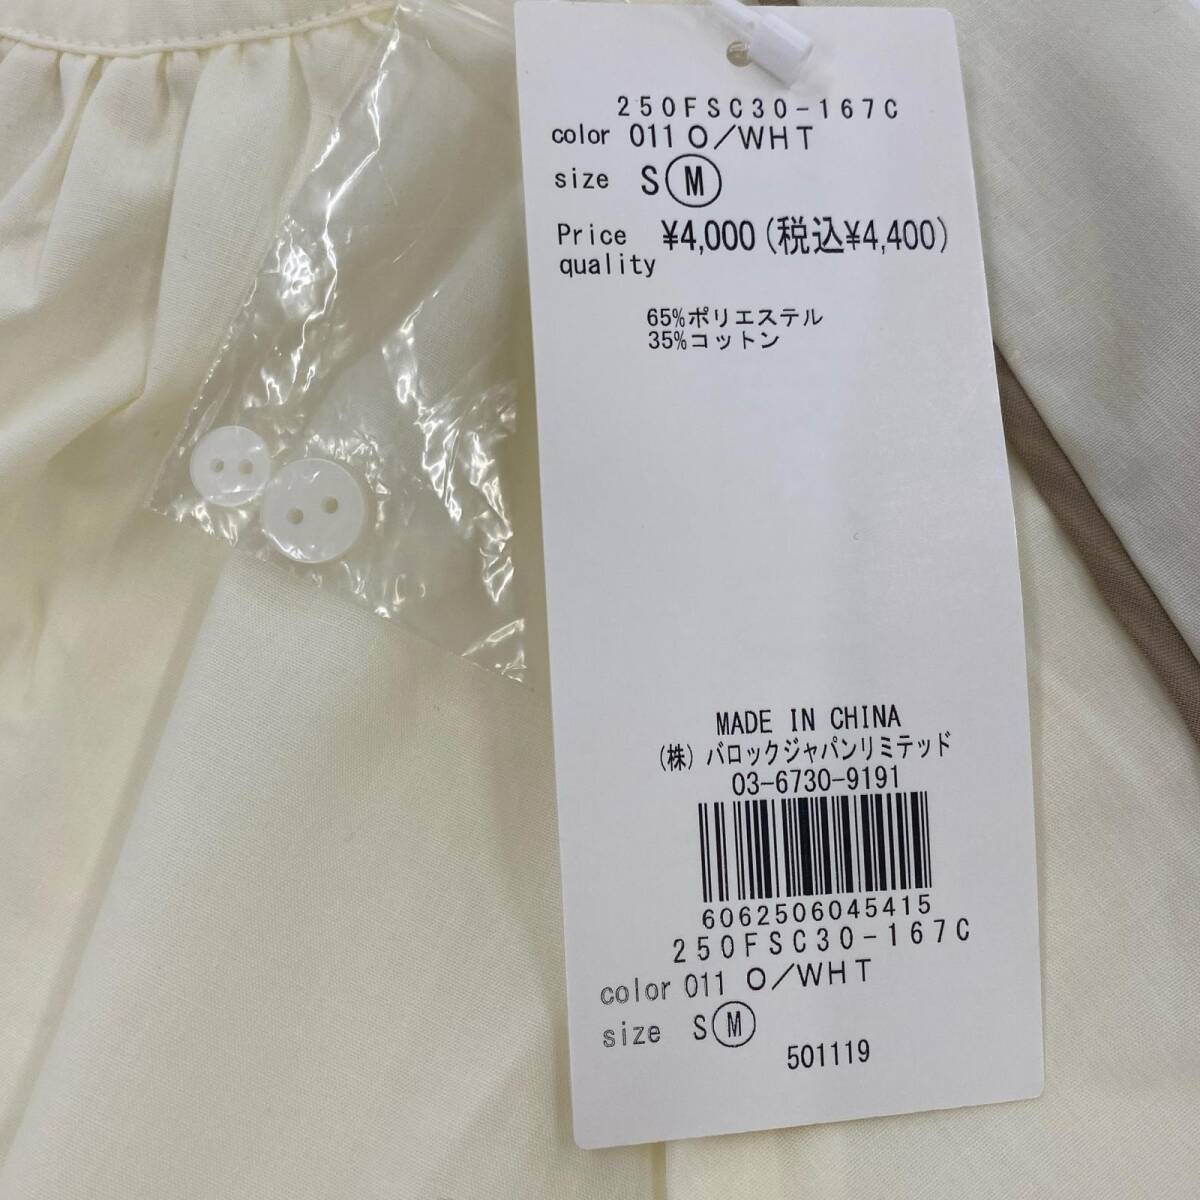 250FSC30-167C
color 011 O/WHT
size S Ⓜ
Price ¥4,000(税込¥4,400)
quality
65%ポリエステル
35%コットン
MADE IN CHINA
(株)バロックジャパンリミテッド
03-6730-9191
6062506045415
250FSC30-167C
color 011 O/WHT
size S Ⓜ
501119